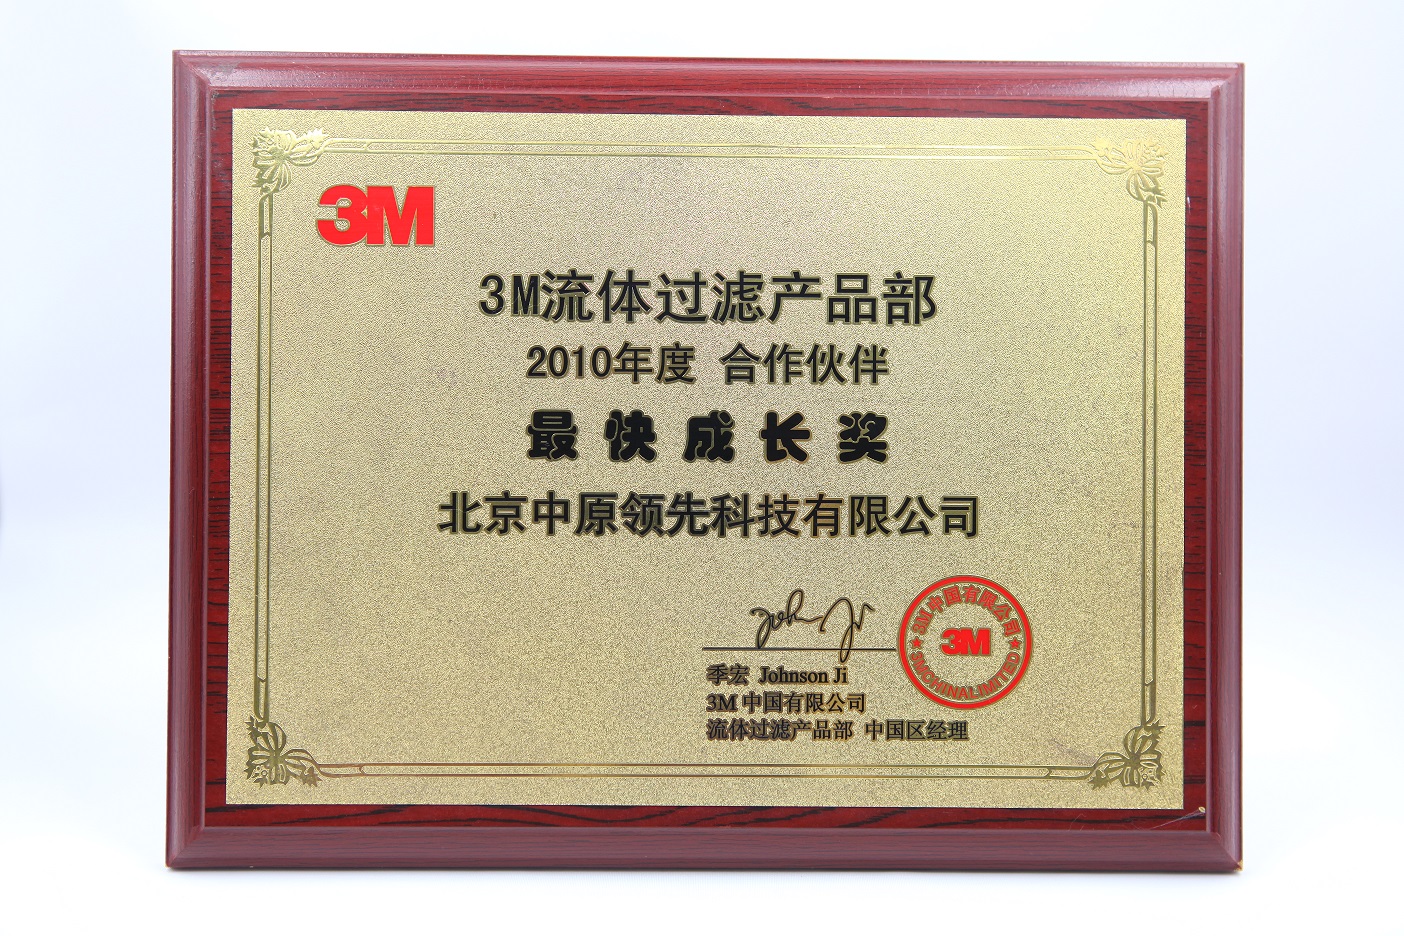 3M
3M流体过滤产品部
2010年度 合作伙伴
最快成长奖
北京中原领先科技有限公司
季宏 Johnson Ji
3M 中国有限公司
流体过滤产品部 中国区经理
3M中国有限公司
3M
3MCHINALIMITED